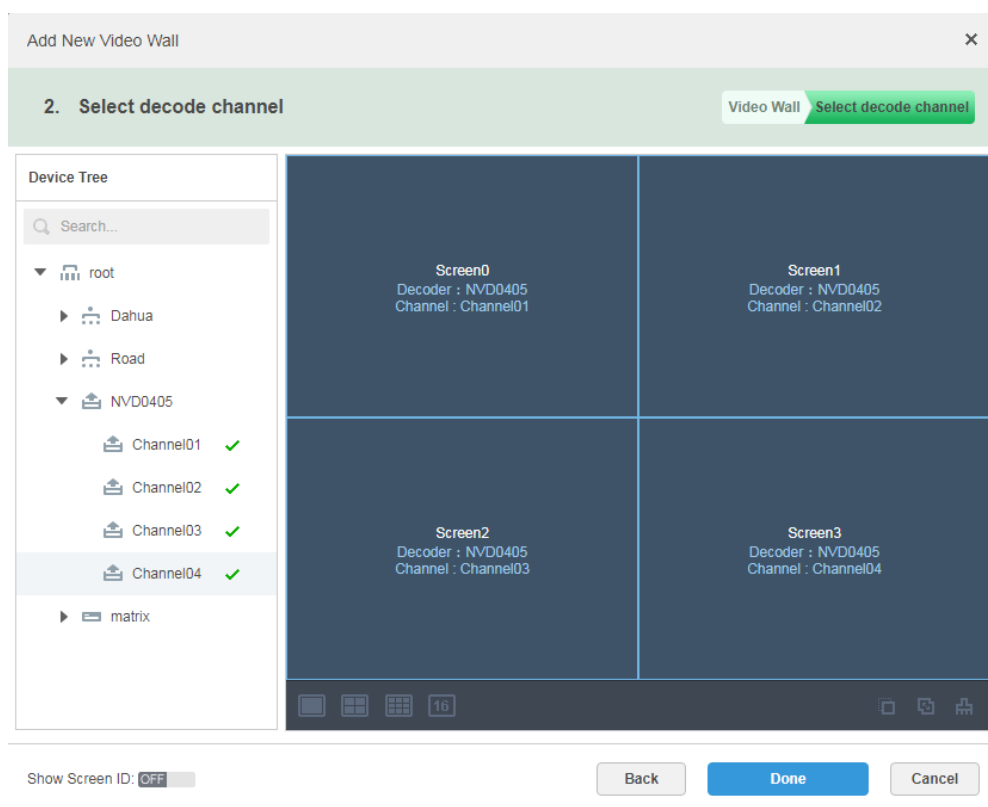 Add New Video Wall
2. Select decode channel
Video Wall
Select decode channel
Device Tree
Search...
root
Dahua
Road
NVD0405
Channel01
Channel02
Channel03
Channel04
matrix
Screen0
Decoder : NVD0405
Channel : Channel01
Screen1
Decoder : NVD0405
Channel : Channel02
Screen2
Decoder : NVD0405
Channel : Channel03
Screen3
Decoder : NVD0405
Channel : Channel04
16
Show Screen ID: OFF
Back
Done
Cancel